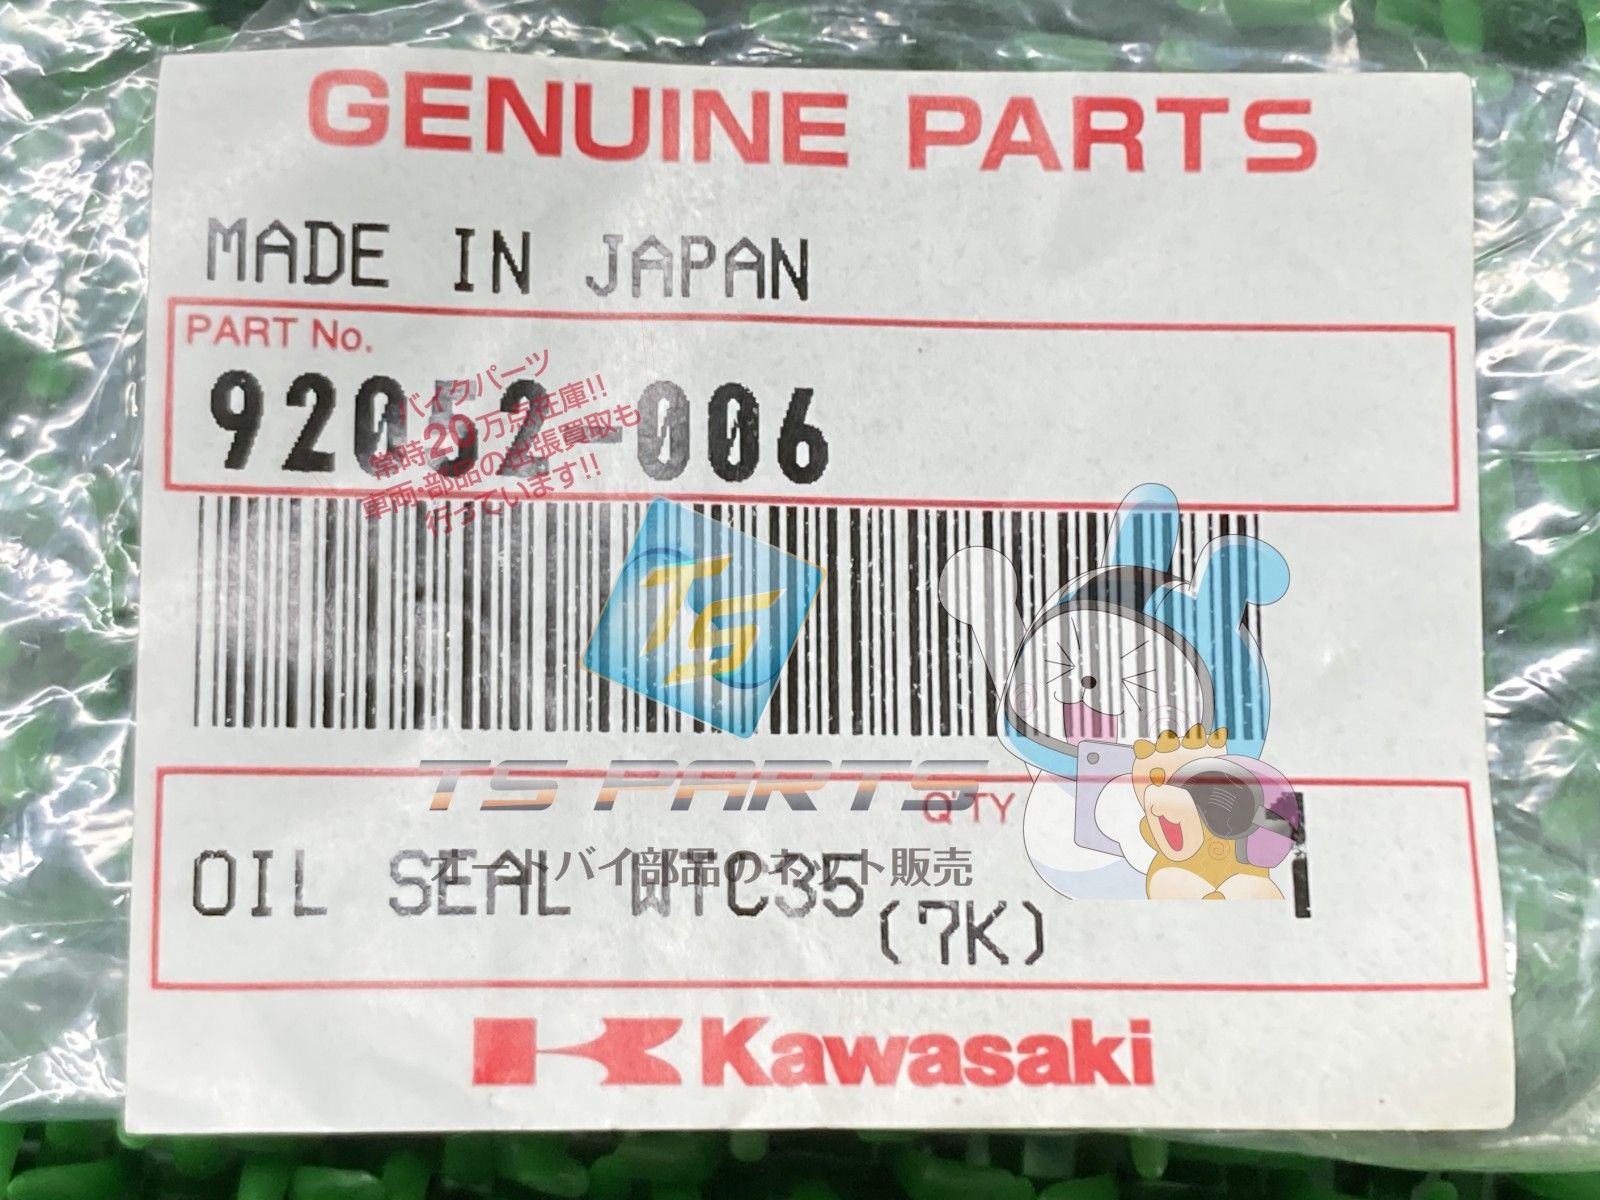 GENUINE PARTS
MADE IN JAPAN
PART No.
92052-006
バイクパーツ
常時20万点在庫!!
車両・部品の出張買取も
行っています!!
TS
TS PARTS
Q'TY
オートバイ部品のネット販売
OIL SEAL WTC35
(7K)
1
Kawasaki